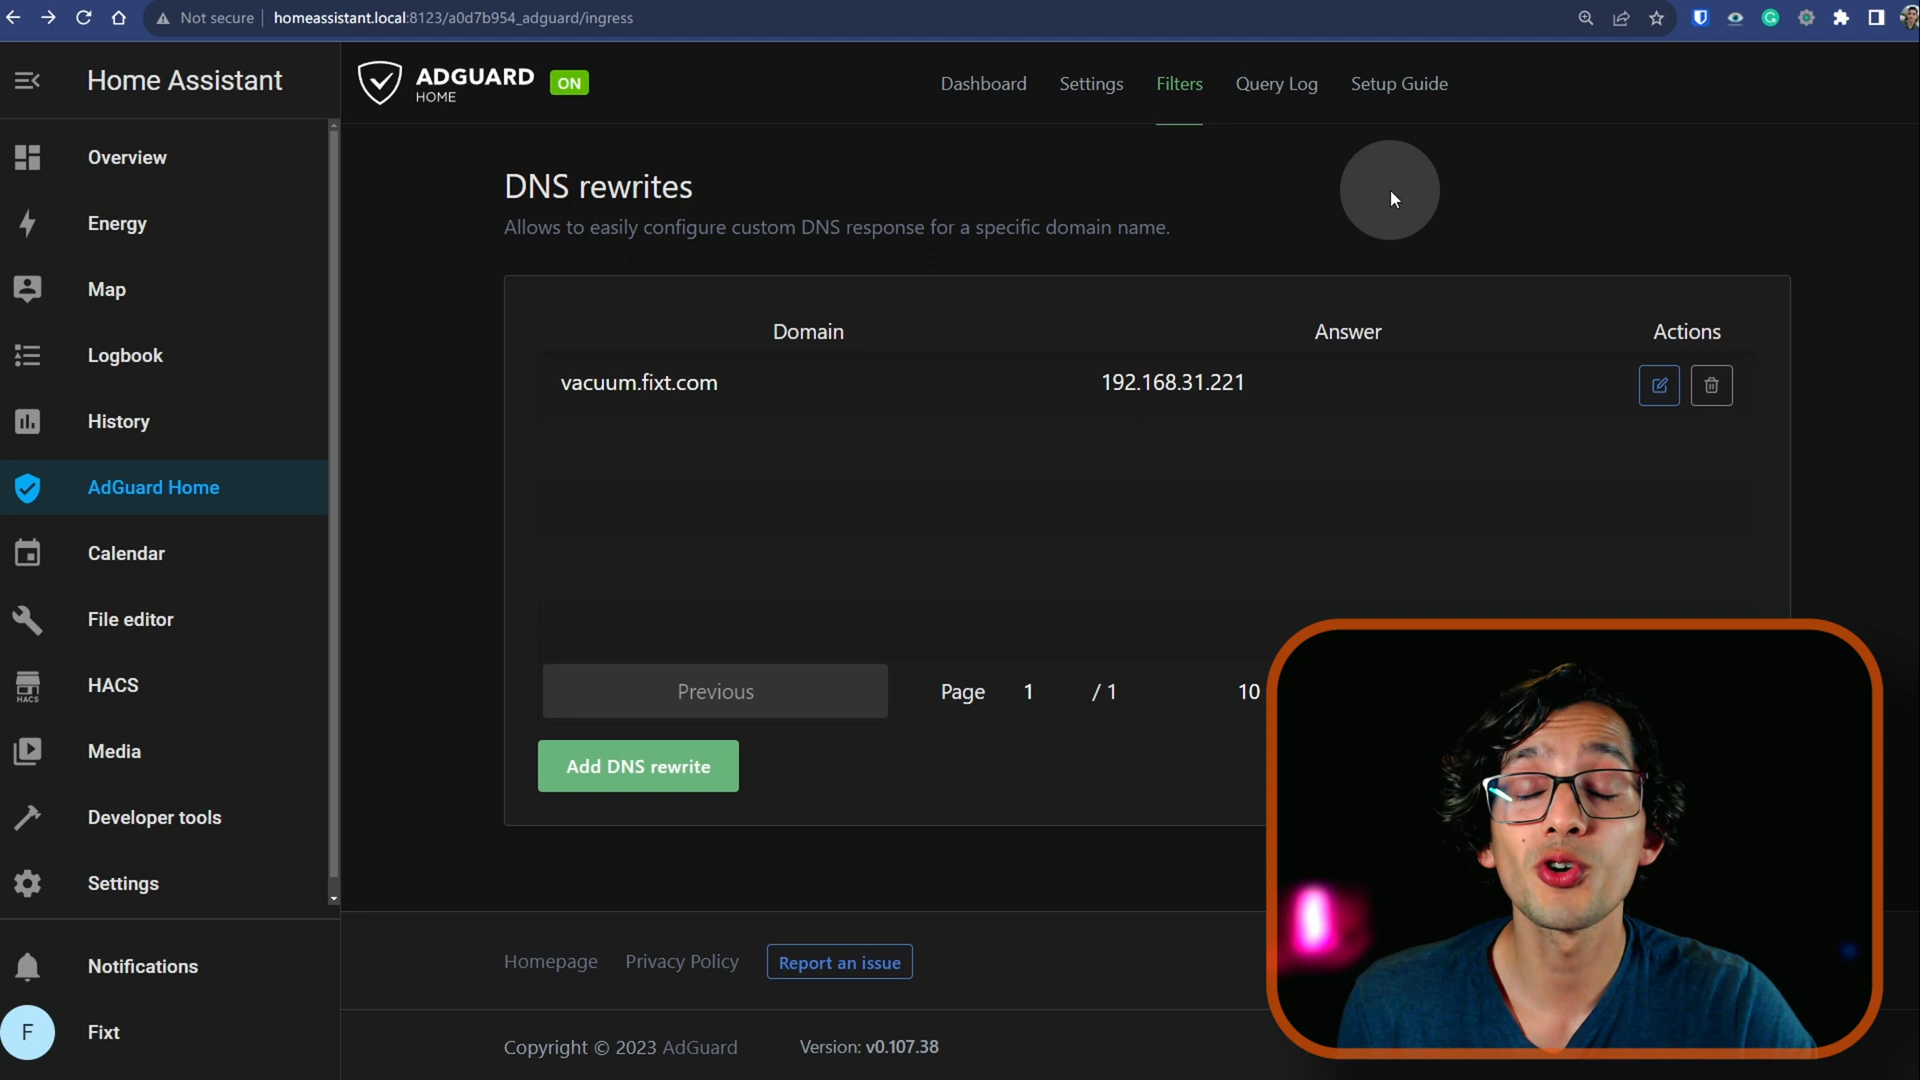 Not secure
homeassistant.local:8123/a0d7b954_adguard/ingress
Home Assistant
Overview
Energy
Map
Logbook
History
AdGuard Home
Calendar
File editor
HACS
HACS
Media
Developer tools
Settings
Notifications
F
Fixt
ADGUARD
HOME
ON
Dashboard
Settings
Filters
Query Log
Setup Guide
DNS rewrites
Allows to easily configure custom DNS response for a specific domain name.
Domain
Answer
Actions
vacuum.fixt.com
192.168.31.221
Previous
Page
1
/ 1
10
Add DNS rewrite
Homepage
Privacy Policy
Report an issue
Copyright © 2023 AdGuard
Version: v0.107.38